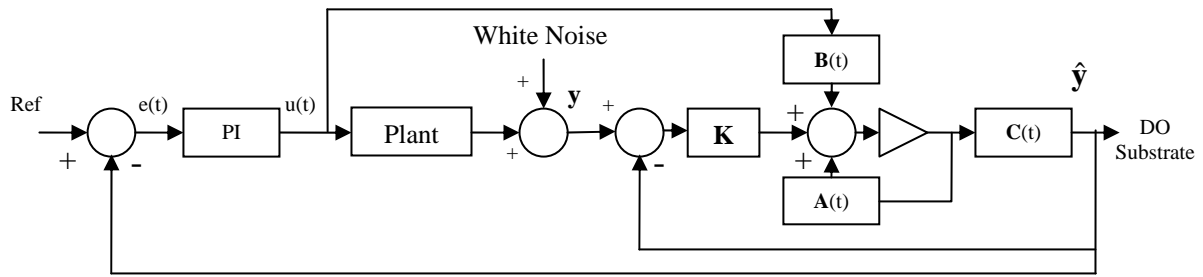 White Noise
B(t)
ŷ
+
y
Ref
e(t)
u(t)
+
+
PI
Plant
K
C(t)
DO
Substrate
+
-
+
-
+
A(t)